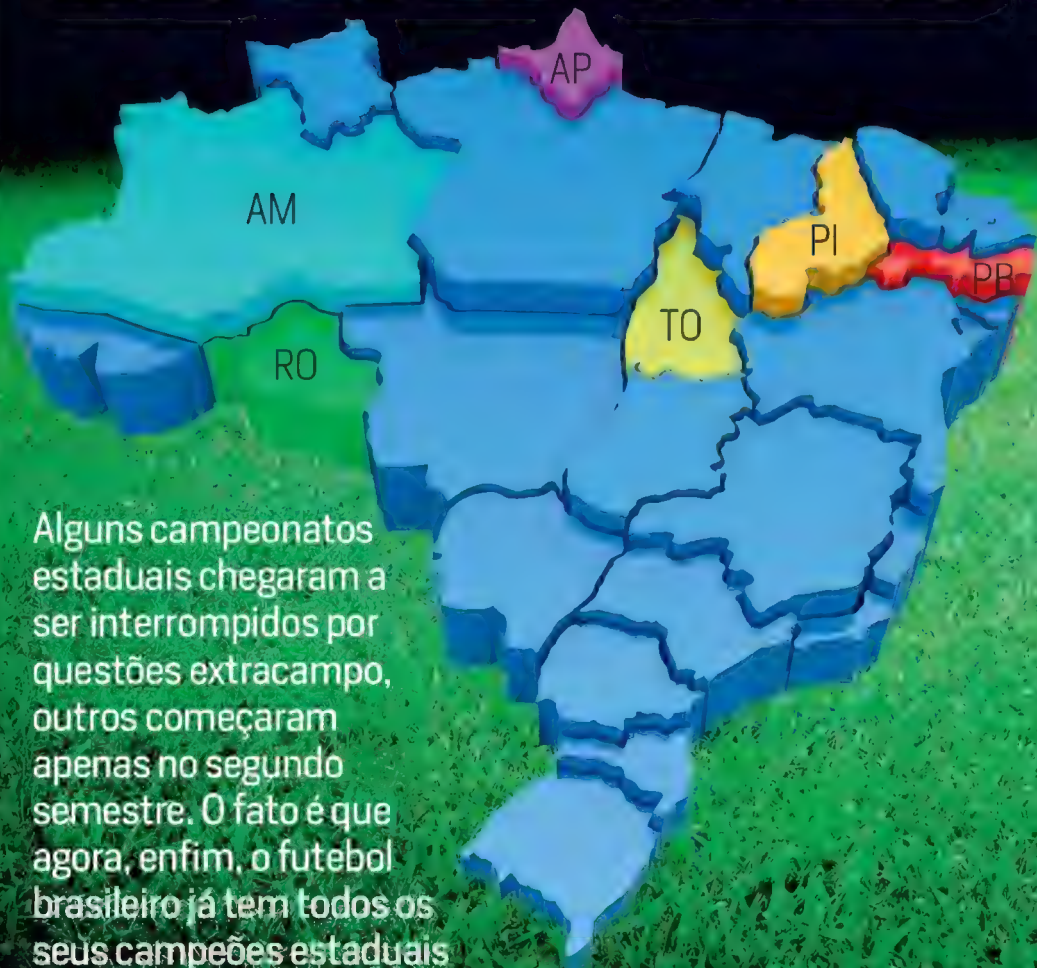 AP
AM
PI
PB
TO
RO
Alguns campeonatos
estaduais chegaram a
ser interrompidos por
questões extracampo,
outros começaram
apenas no segundo
semestre. O fato é que
agora, enfim, o futebol
brasileiro já tem todos os
seus campeões estaduais